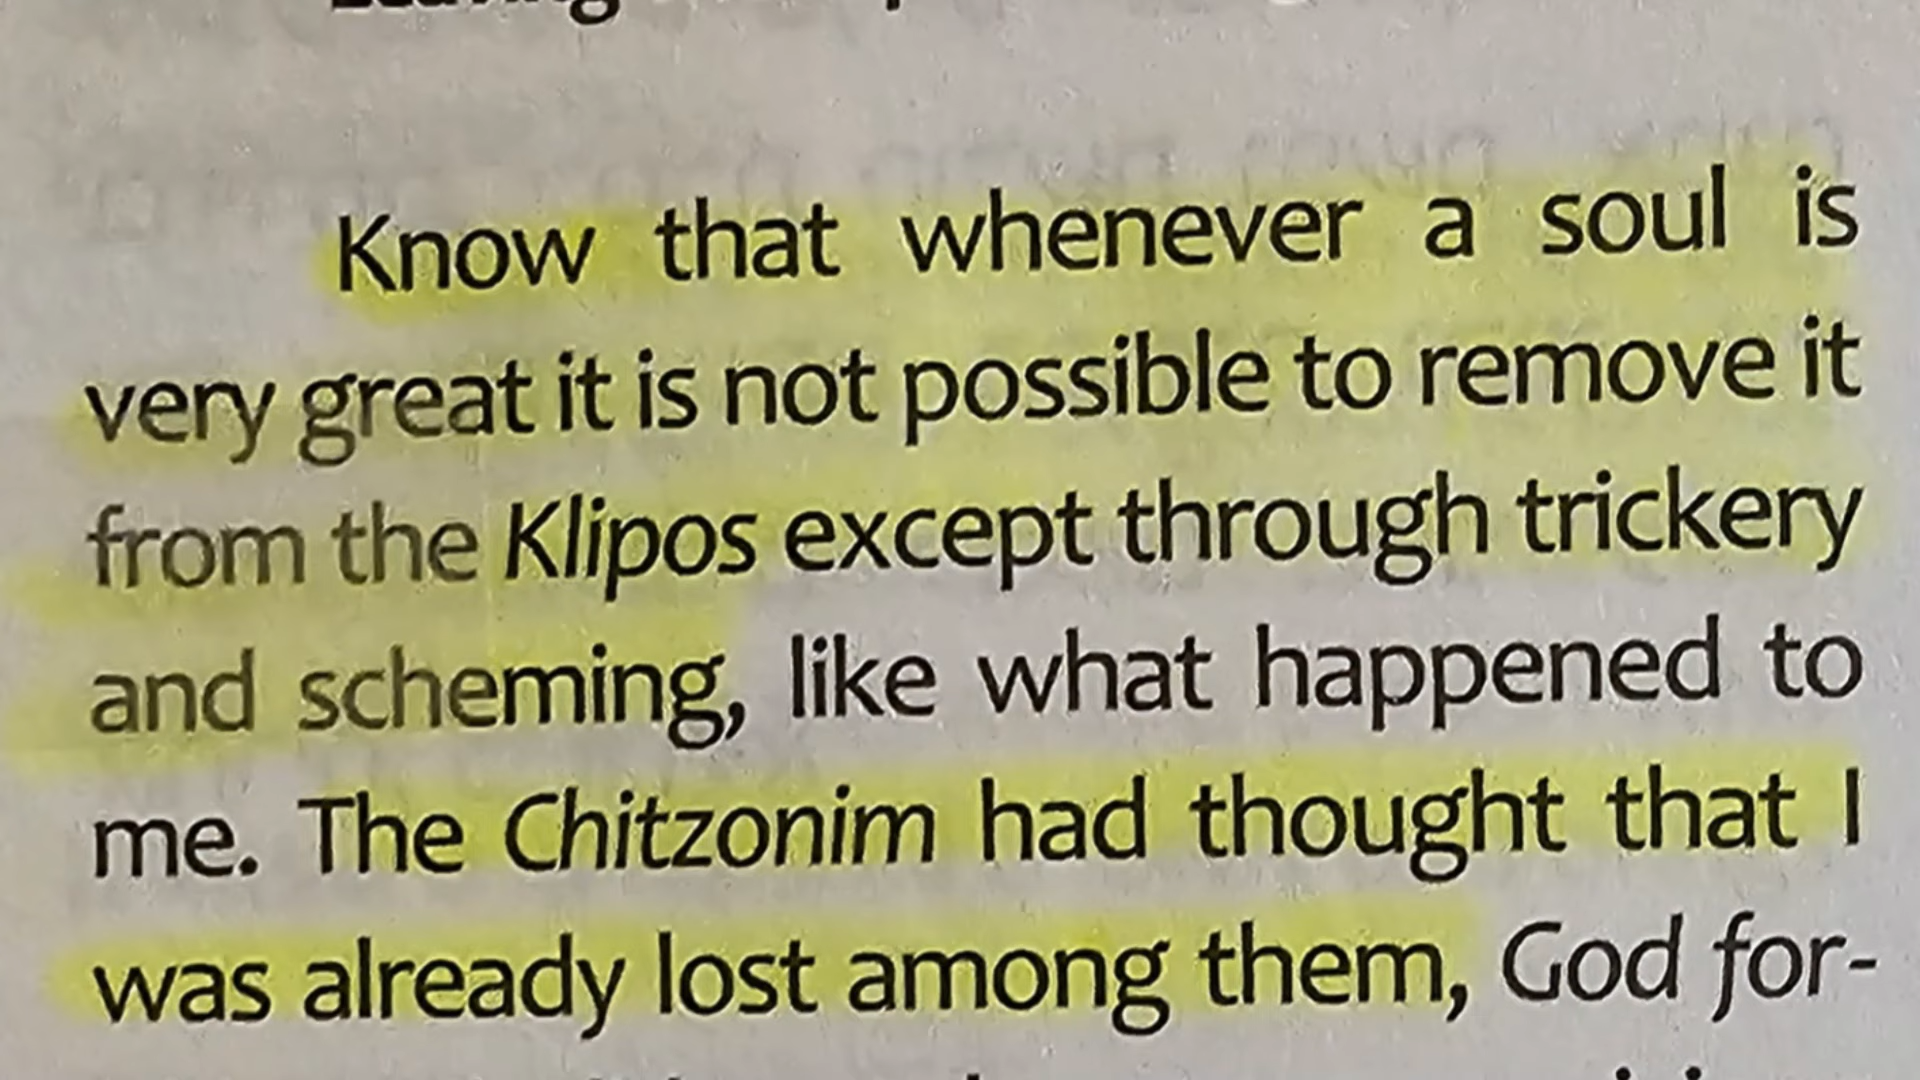 Know that whenever a soul is
very great it is not possible to remove it
from the Klipos except through trickery
and scheming, like what happened to
me. The Chitzonim had thought that I
was already lost among them, God for-